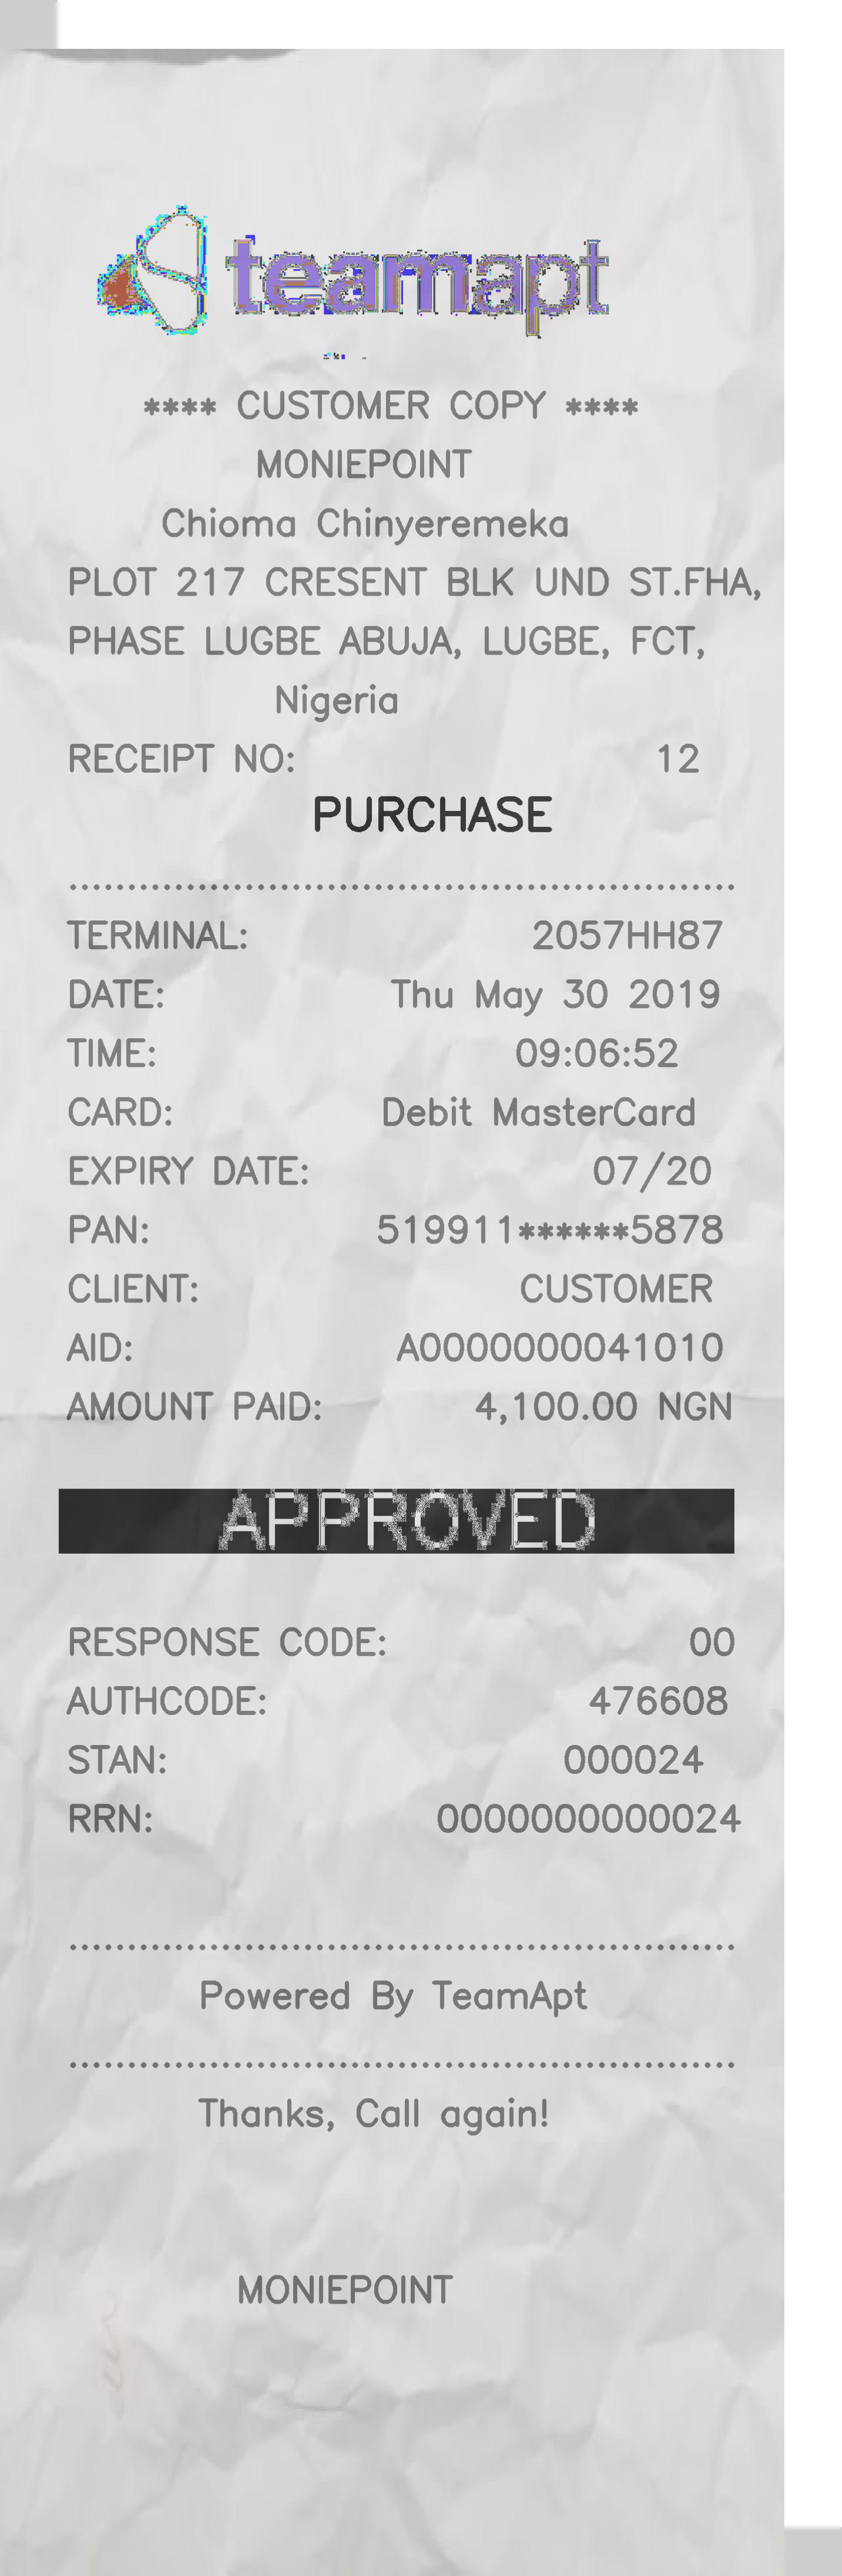 teamapt
**** CUSTOMER COPY ****
MONIEPOINT
Chioma Chinyeremeka
PLOT 217 CRESENT BLK UND ST.FHA,
PHASE LUGBE ABUJA, LUGBE, FCT,
Nigeria
RECEIPT NO: 12
PURCHASE
TERMINAL: 2057HH87
DATE: Thu May 30 2019
TIME: 09:06:52
CARD: Debit MasterCard
EXPIRY DATE: 07/20
PAN: 519911******5878
CLIENT: CUSTOMER
AID: A0000000041010
AMOUNT PAID: 4,100.00 NGN
APPROVED
RESPONSE CODE: 00
AUTHCODE: 476608
STAN: 000024
RRN: 0000000000024
Powered By TeamApt
Thanks, Call again!
MONIEPOINT